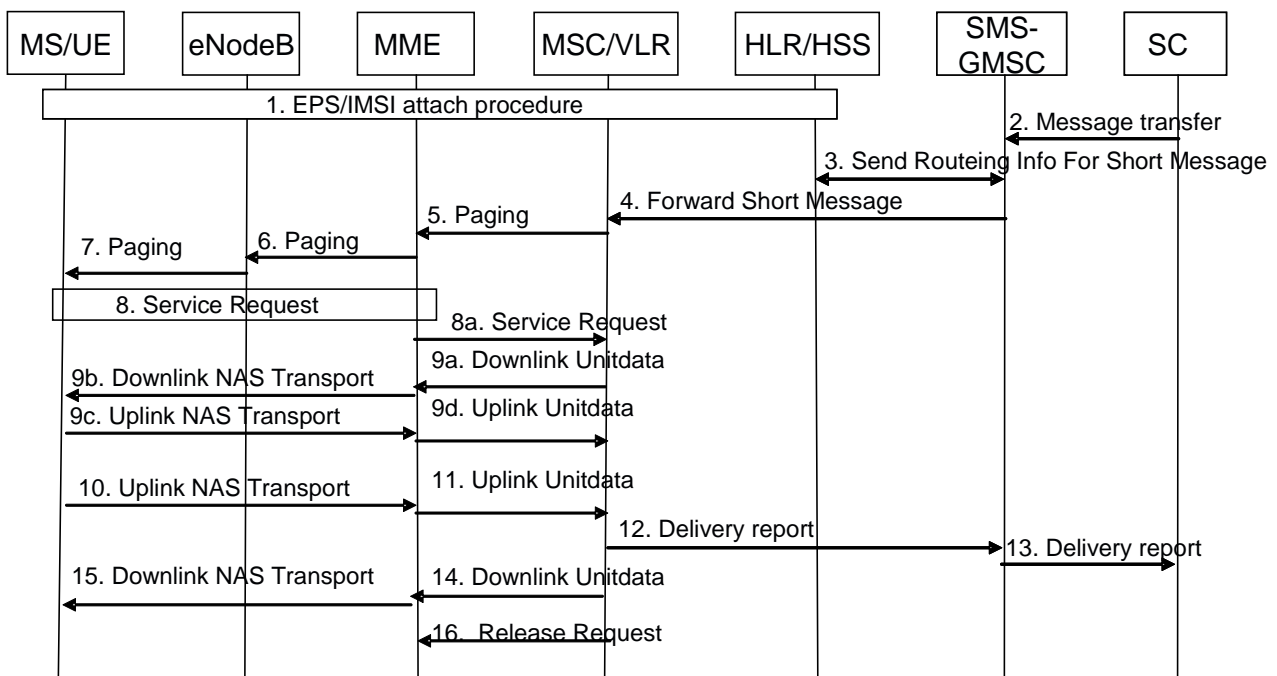 MS/UE
eNodeB
MME
MSC/VLR
HLR/HSS
SMS-
GMSC
SC
1. EPS/IMSI attach procedure
2. Message transfer
3. Send Routeing Info For Short Message
4. Forward Short Message
5. Paging
6. Paging
7. Paging
8. Service Request
8a. Service Request
9a. Downlink Unitdata
9b. Downlink NAS Transport
9c. Uplink NAS Transport
9d. Uplink Unitdata
10. Uplink NAS Transport
11. Uplink Unitdata
12. Delivery report
13. Delivery report
14. Downlink Unitdata
15. Downlink NAS Transport
16. Release Request